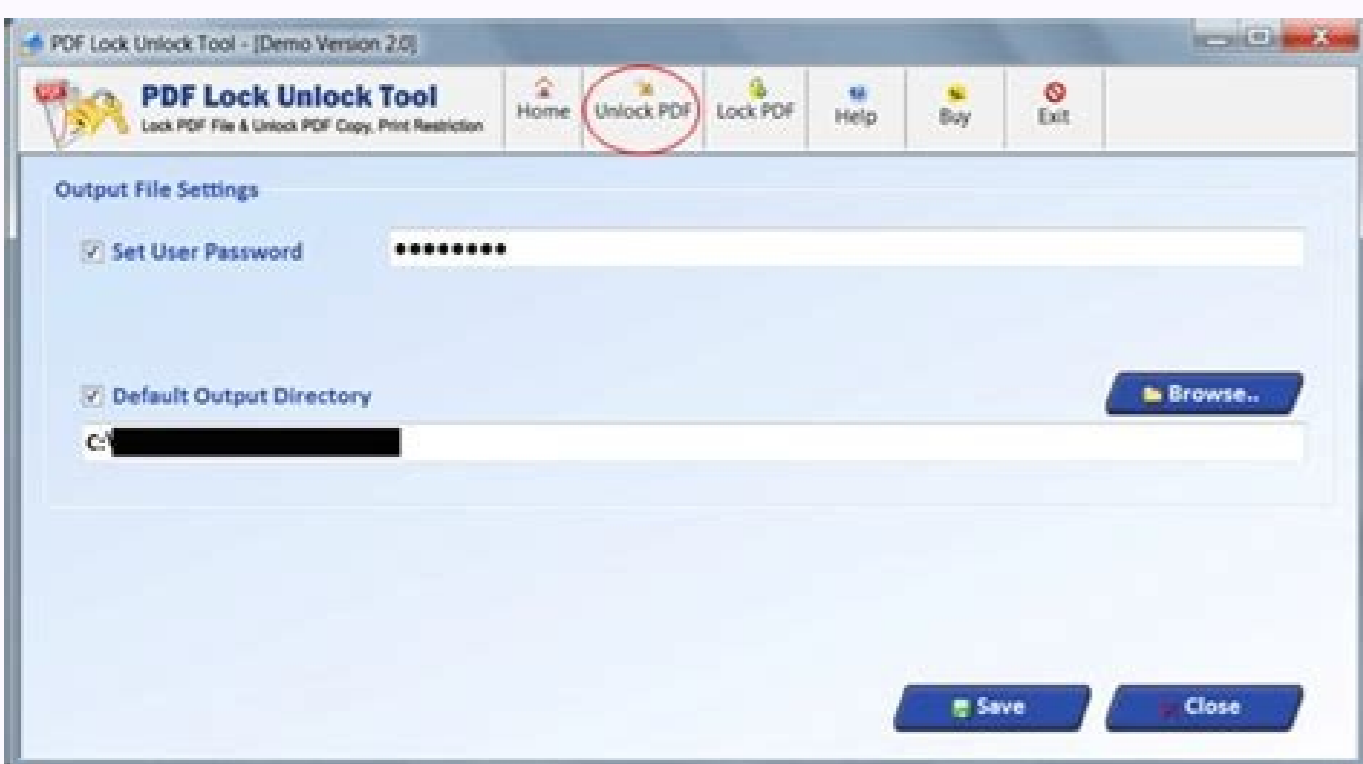 PDF Lock Unlock Tool - [Demo Version 2.0]
PDF Lock Unlock Tool
Lock PDF File & Unlock PDF Copy, Print Restriction
Home
Unlock PDF
Lock PDF
Help
Buy
Exit
Output File Settings
Set User Password
••••••••
Default Output Directory
Browse..
C:\
Save
Close